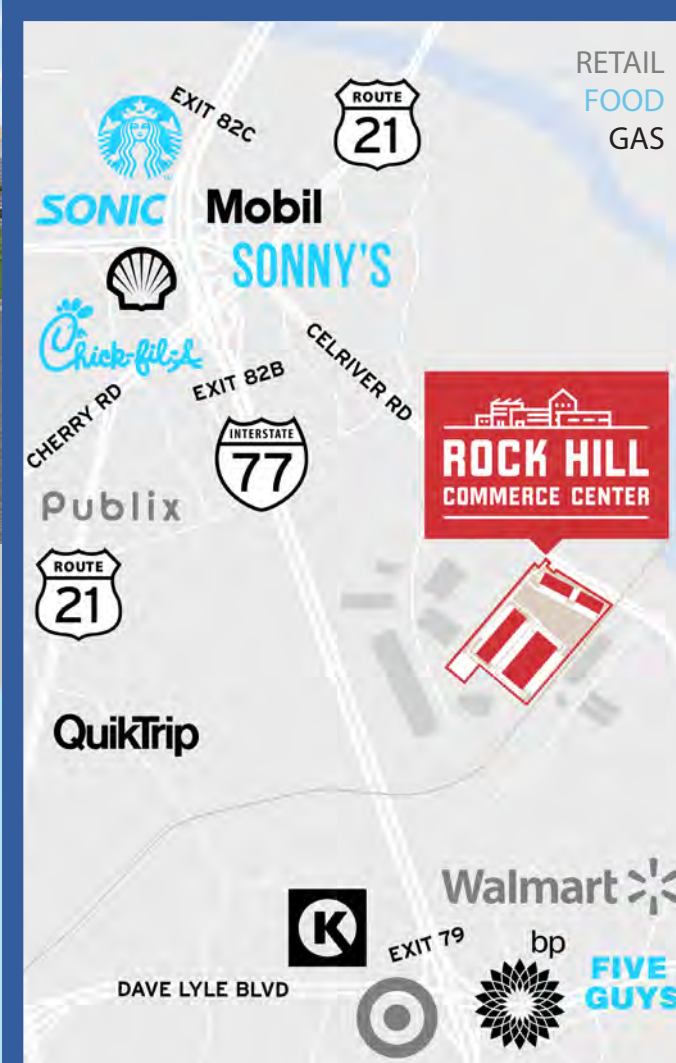 RETAIL
FOOD
GAS
EXIT 82C
ROUTE
21
SONIC
Mobil
SONNY'S
Chick-fil-A
EXIT 82B
CELRIVER RD
CHERRY RD
INTERSTATE
77
ROCK HILL
COMMERCE CENTER
Publix
ROUTE
21
QuikTrip
Walmart
K
EXIT 79
bp
FIVE
GUYS
DAVE LYLE BLVD